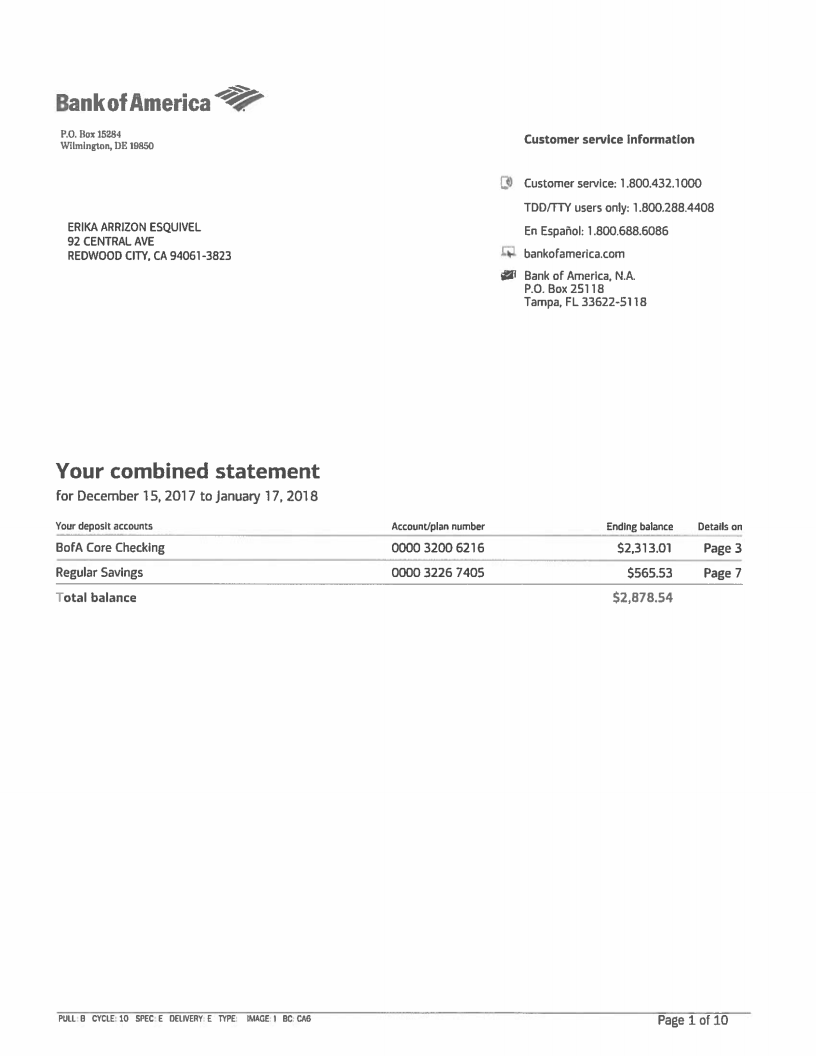 Bank of America
P.O. Box 15284
Wilmington, DE 19850
Customer service information
Customer service: 1.800.432.1000
TDD/TTY users only: 1.800.288.4408
En Español: 1.800.688.6086
bankofamerica.com
Bank of America, N.A.
P.O. Box 25118
Tampa, FL 33622-5118
ERIKA ARRIZON ESQUIVEL
92 CENTRAL AVE
REDWOOD CITY, CA 94061-3823
Your combined statement
for December 15, 2017 to January 17, 2018
Your deposit accounts Account/plan number Ending balance Details on
BofA Core Checking 0000 3200 6216 $2,313.01 Page 3
Regular Savings 0000 3226 7405 $565.53 Page 7
Total balance $2,878.54
PULL: B CYCLE: 10 SPEC: E DELIVERY: E TYPE: IMAGE: I BC: CA6 Page 1 of 10